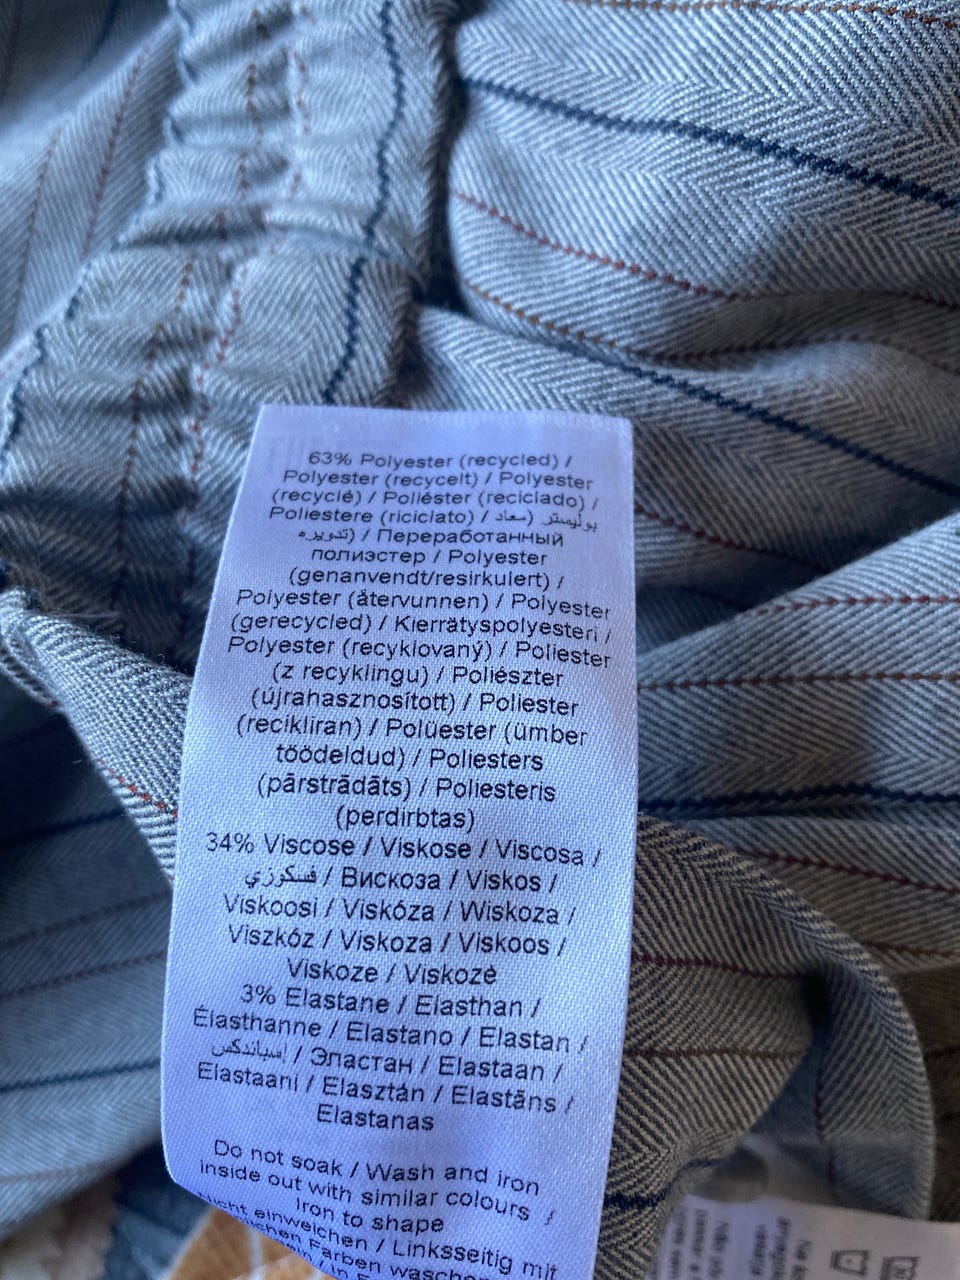 63% Polyester (recycled) /
Polyester (recycelt) / Polyester
(recyclé) / Poliéster (reciclado) /
Poliestere (riciclato) / بوليستر (معاد
تدويره) / Переработанный
полиэстер / Polyester
(genanvendt/resirkulert) /
Polyester (återvunnen) / Polyester
(gerecycled) / Kierrätyspolyesteri /
Polyester (recyklovaný) / Poliester
(z recyklingu) / Poliészter
(újrahasznosított) / Poliester
(recikliran) / Polüester (ümber
töödeldud) / Poliesters
(pārstrādāts) / Poliesteris
(perdirbtas)
34% Viscose / Viskose / Viscosa /
فسكوزي / Вискоза / Viskos /
Viskoosi / Viskóza / Wiskoza /
Viszkóz / Viskoza / Viskoos /
Viskoze / Viskozė
3% Elastane / Elasthan /
Élasthanne / Elastano / Elastan /
إسباندكس / Эластан / Elastaan /
Elastaani / Elasztán / Elastāns /
Elastanas
Do not soak / Wash and iron
inside out with similar colours /
Iron to shape
Nicht einweichen / Linksseitig mit
Farben waschen